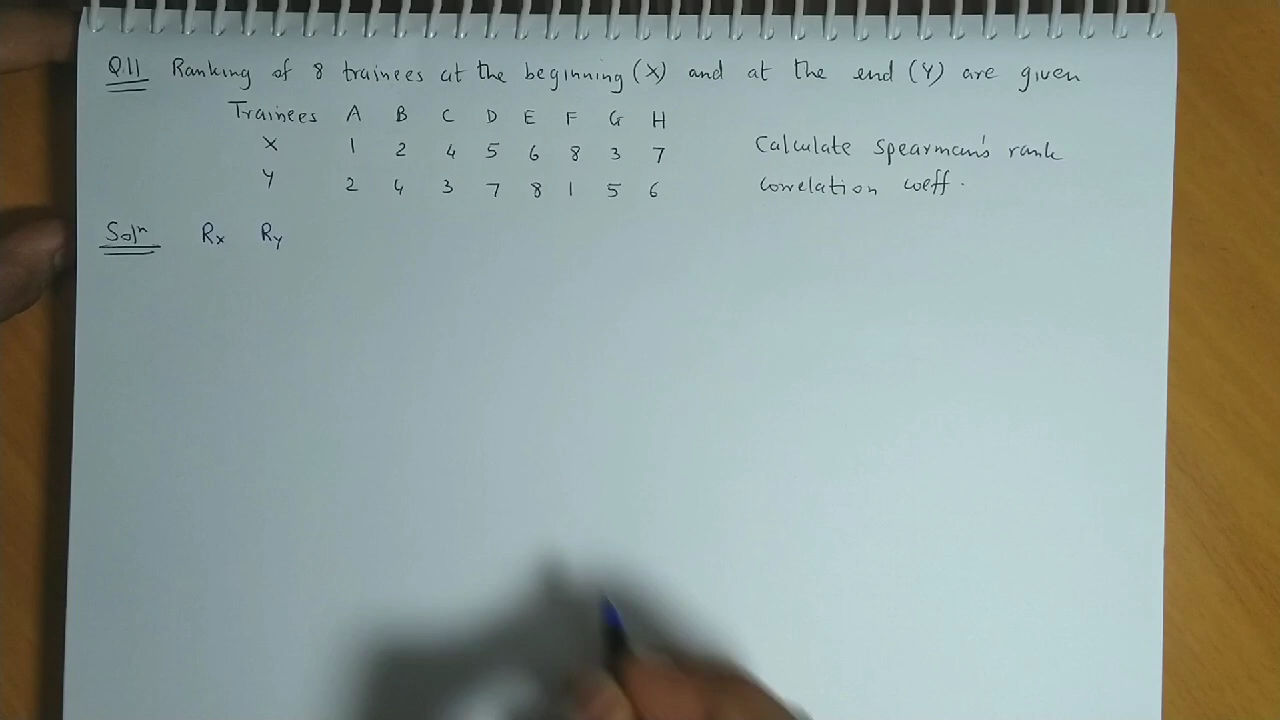 Q11 Ranking of 8 trainees at the beginning (X) and at the end (Y) are given
Trainees A B C D E F G H
X 1 2 4 5 6 8 3 7
Y 2 4 3 7 8 1 5 6
Calculate Spearman's rank
correlation coeff.
Solⁿ Rx Ry